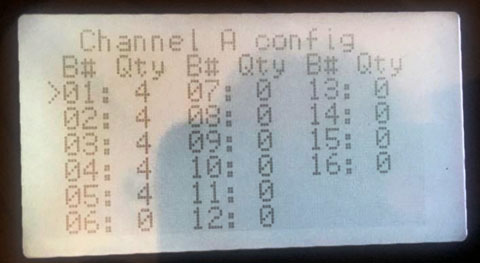 Channel A config
B# Qty B# Qty B# Qty
>01: 4 07: 0 13: 0
02: 4 08: 0 14: 0
03: 4 09: 0 15: 0
04: 4 10: 0 16: 0
05: 4 11: 0
06: 0 12: 0